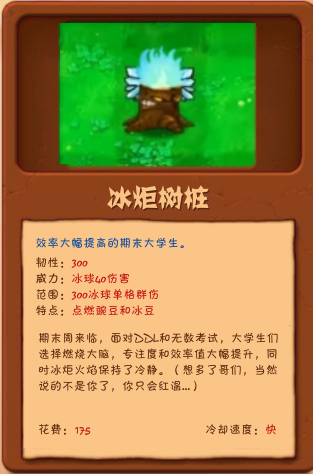 冰炬树桩
效率大幅提高的期末大学生。
韧性：300
威力：冰球40伤害
范围：300冰球单格群伤
特点：点燃豌豆和冰豆
期末周来临，面对DDL和无数考试，大学生们
选择燃烧大脑，专注度和效率值大幅提升，同
时冰炬火焰保持了冷静。（想多了哥们，当然
说的不是你了，你只会红温...）
花费：175 冷却速度：快